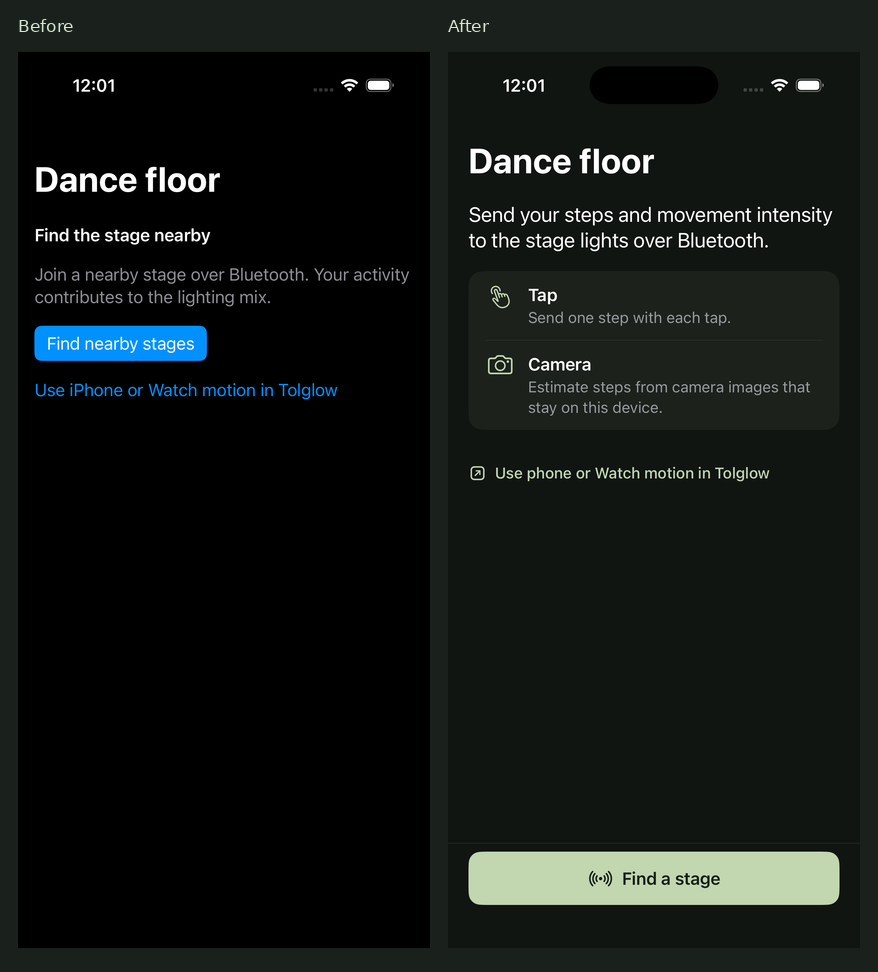 Before
12:01
Dance floor
Find the stage nearby
Join a nearby stage over Bluetooth. Your activity
contributes to the lighting mix.
Find nearby stages
Use iPhone or Watch motion in Tolglow
After
12:01
Dance floor
Send your steps and movement intensity
to the stage lights over Bluetooth.
Tap
Send one step with each tap.
Camera
Estimate steps from camera images that
stay on this device.
Use phone or Watch motion in Tolglow
Find a stage